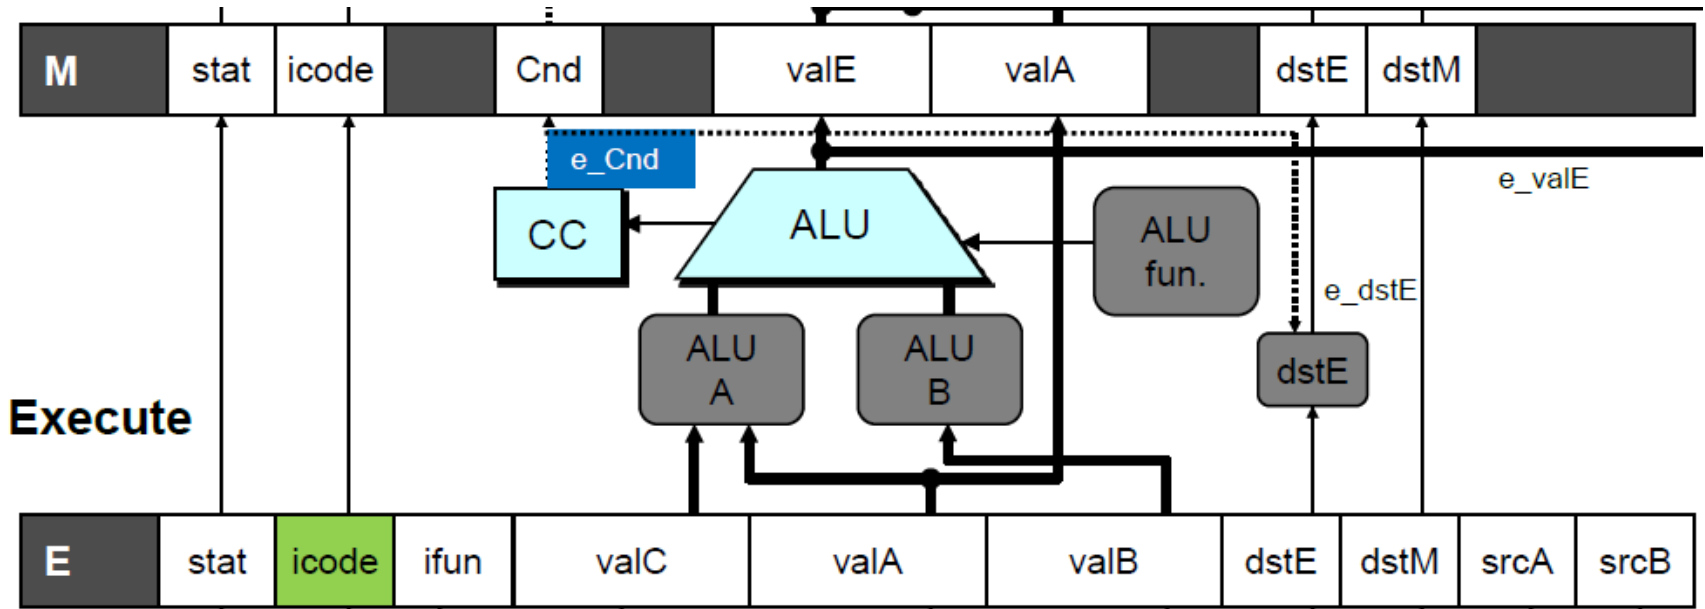 M stat icode Cnd valE valA dstE dstM
e_Cnd
e_valE
CC
ALU
ALU
fun.
e_dstE
ALU
A
ALU
B
dstE
Execute
E stat icode ifun valC valA valB dstE dstM srcA srcB